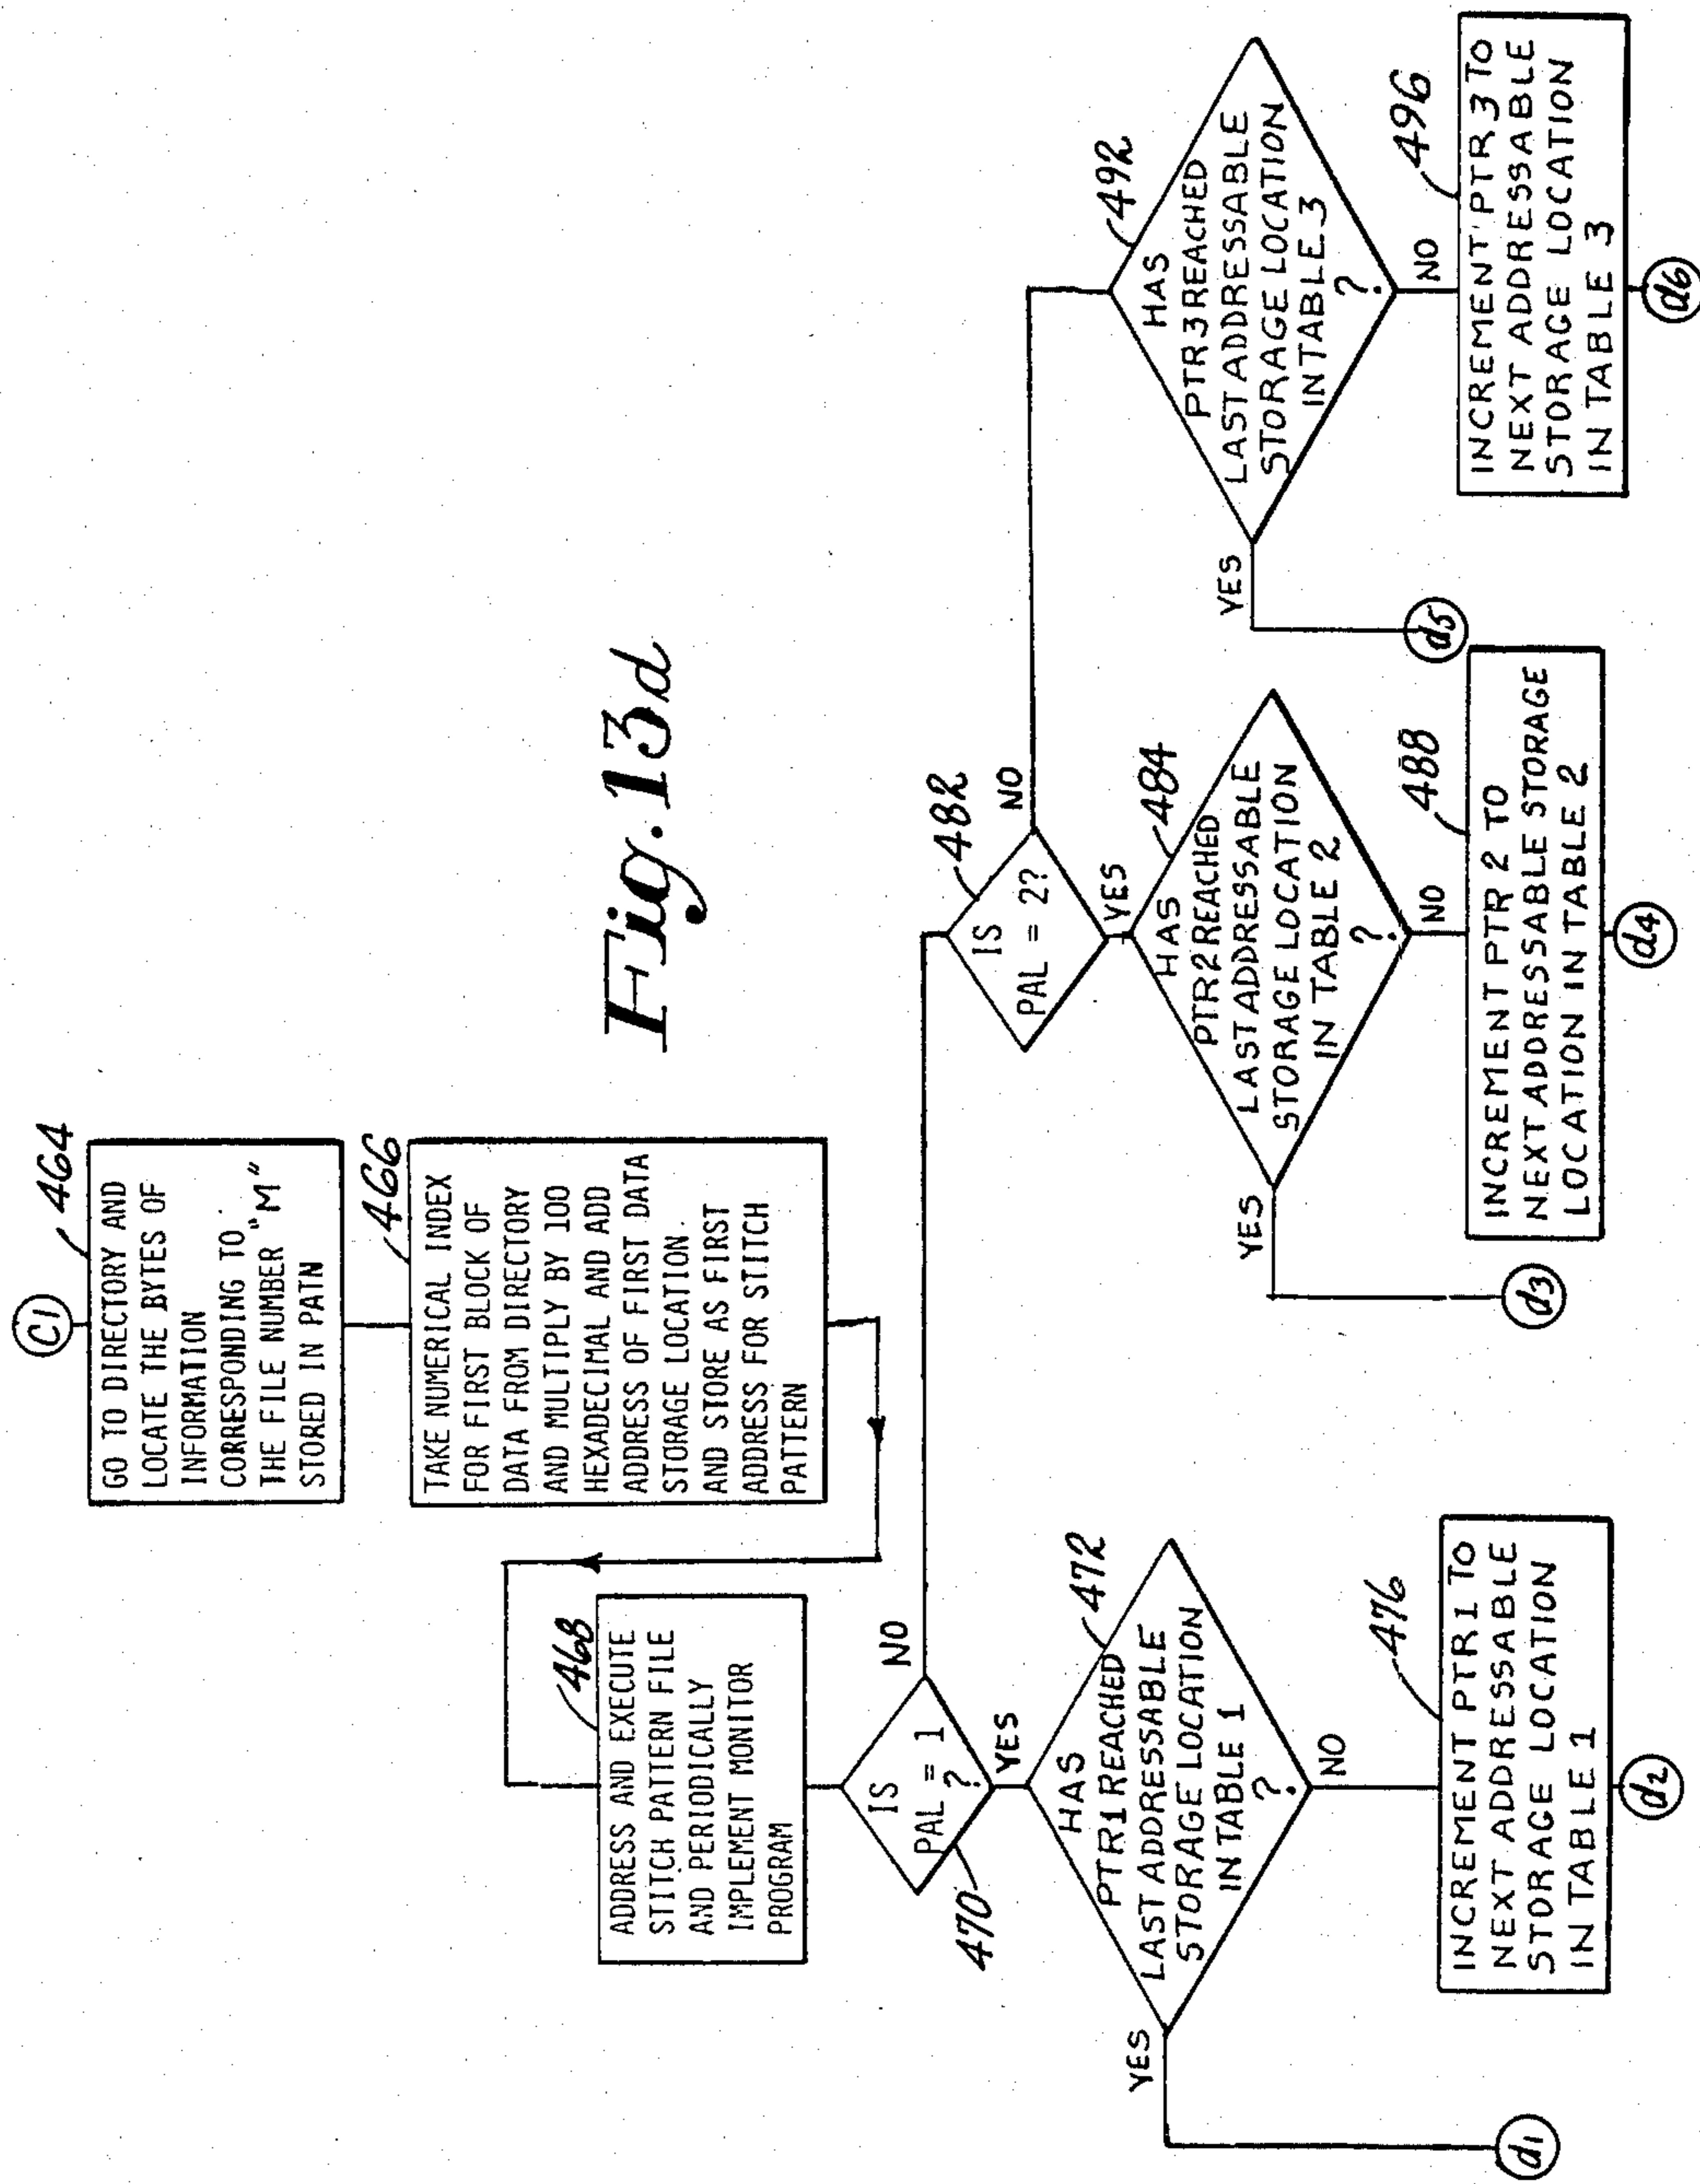 C1
464
GO TO DIRECTORY AND
LOCATE THE BYTES OF
INFORMATION
CORRESPONDING TO
THE FILE NUMBER "M"
STORED IN PATN
466
TAKE NUMERICAL INDEX
FOR FIRST BLOCK OF
DATA FROM DIRECTORY
AND MULTIPLY BY 100
HEXADECIMAL AND ADD
ADDRESS OF FIRST DATA
STORAGE LOCATION.
AND STORE AS FIRST
ADDRESS FOR STITCH
PATTERN
Fig. 13d
468
ADDRESS AND EXECUTE
STITCH PATTERN FILE
AND PERIODICALLY
IMPLEMENT MONITOR
PROGRAM
IS
PAL = 1
?
470
NO
YES
472
HAS
PTR1 REACHED
LAST ADDRESSABLE
STORAGE LOCATION
IN TABLE 1
?
YES
NO
d1
476
INCREMENT PTR1 TO
NEXT ADDRESSABLE
STORAGE LOCATION
IN TABLE 1
d2
482
IS
PAL = 2?
NO
YES
484
HAS
PTR2 REACHED
LAST ADDRESSABLE
STORAGE LOCATION
IN TABLE 2
?
YES
NO
d3
488
INCREMENT PTR 2 TO
NEXT ADDRESSABLE STORAGE
LOCATION IN TABLE 2
d4
492
HAS
PTR3 REACHED
LAST ADDRESSABLE
STORAGE LOCATION
IN TABLE 3
?
YES
NO
d5
496
INCREMENT PTR 3 TO
NEXT ADDRESSABLE
STORAGE LOCATION
IN TABLE 3
d6